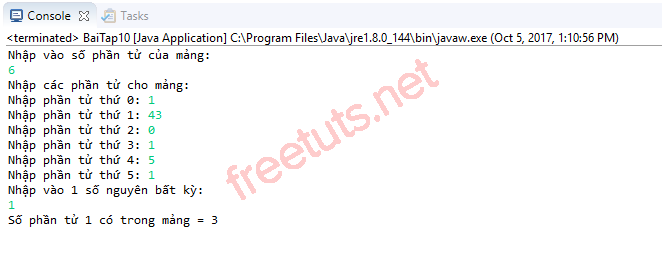 Console Tasks
<terminated> BaiTap10 [Java Application] C:\Program Files\Java\jre1.8.0_144\bin\javaw.exe (Oct 5, 2017, 1:10:56 PM)
Nhập vào số phần tử của mảng:
6
Nhập các phần tử cho mảng:
Nhập phần tử thứ 0: 1
Nhập phần tử thứ 1: 43
Nhập phần tử thứ 2: 0
Nhập phần tử thứ 3: 1
Nhập phần tử thứ 4: 5
Nhập phần tử thứ 5: 1
Nhập vào 1 số nguyên bất kỳ:
1
Số phần tử 1 có trong mảng = 3
freetuts.net